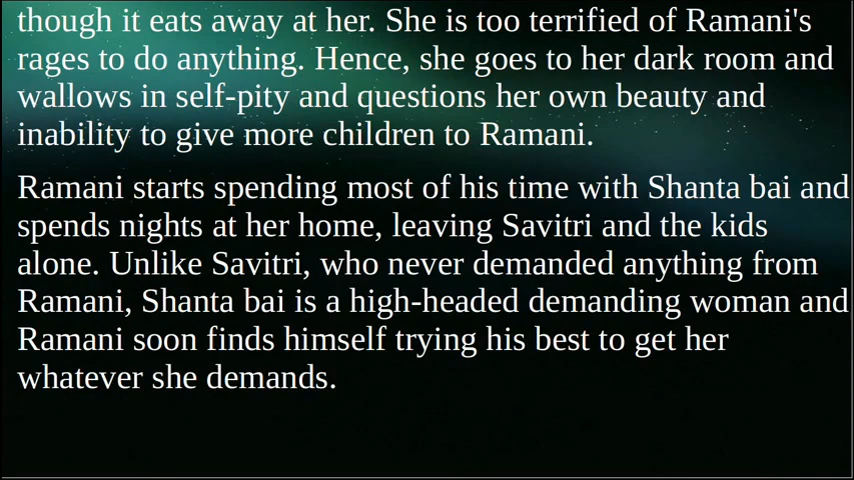 though it eats away at her. She is too terrified of Ramani's
rages to do anything. Hence, she goes to her dark room and
wallows in self-pity and questions her own beauty and
inability to give more children to Ramani.
Ramani starts spending most of his time with Shanta bai and
spends nights at her home, leaving Savitri and the kids
alone. Unlike Savitri, who never demanded anything from
Ramani, Shanta bai is a high-headed demanding woman and
Ramani soon finds himself trying his best to get her
whatever she demands.